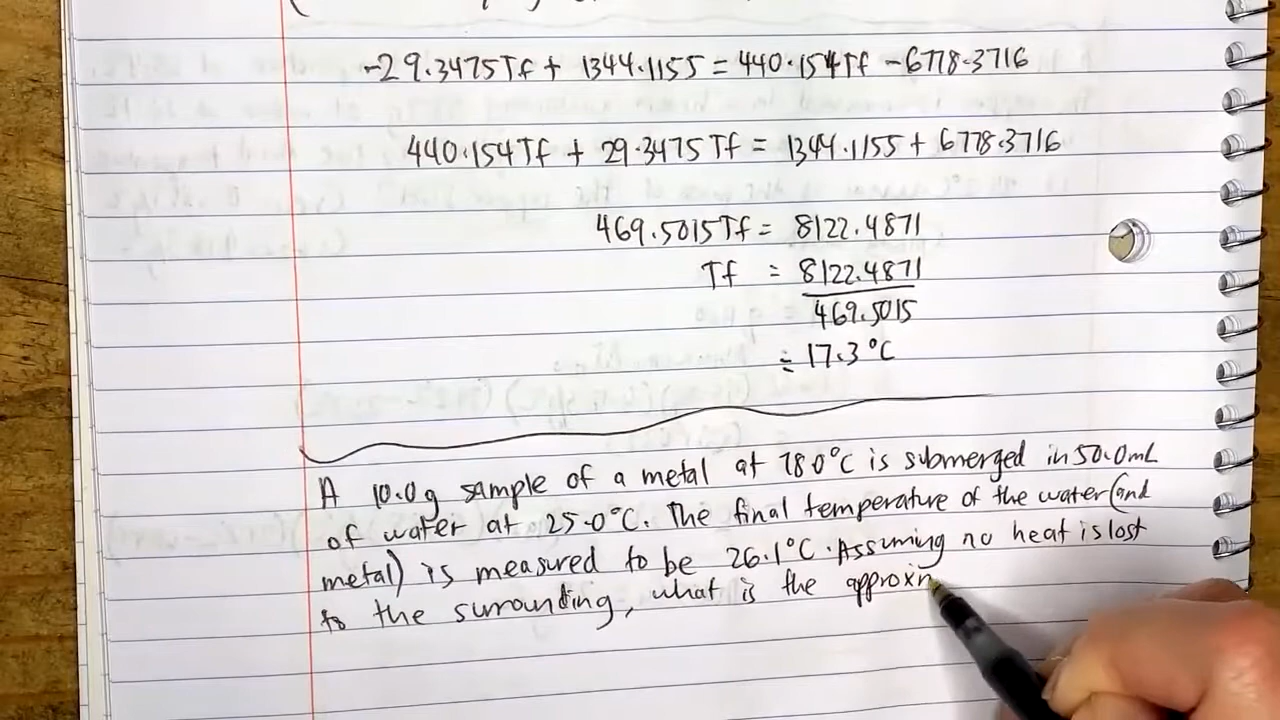 -29.3475Tf + 1344.1155 = 440.154Tf - 6778.3716
440.154Tf + 29.3475Tf = 1344.1155 + 6778.3716
469.5015Tf = 8122.4871
Tf = 8122.4871
469.5015
= 17.3°C
A 10.0g sample of a metal at 78.0°C is submerged in 50.0mL
of water at 25.0°C. The final temperature of the water (and
metal) is measured to be 26.1°C. Assuming no heat is lost
to the surrounding, what is the approxim